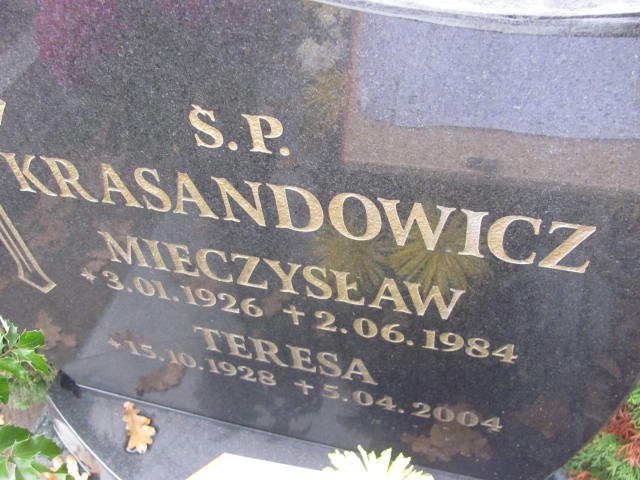 Ś.P.
KRASANDOWICZ
MIECZYSŁAW
* 3.01.1926 † 2.06.1984
TERESA
* 15.10.1928 † 5.04.2004